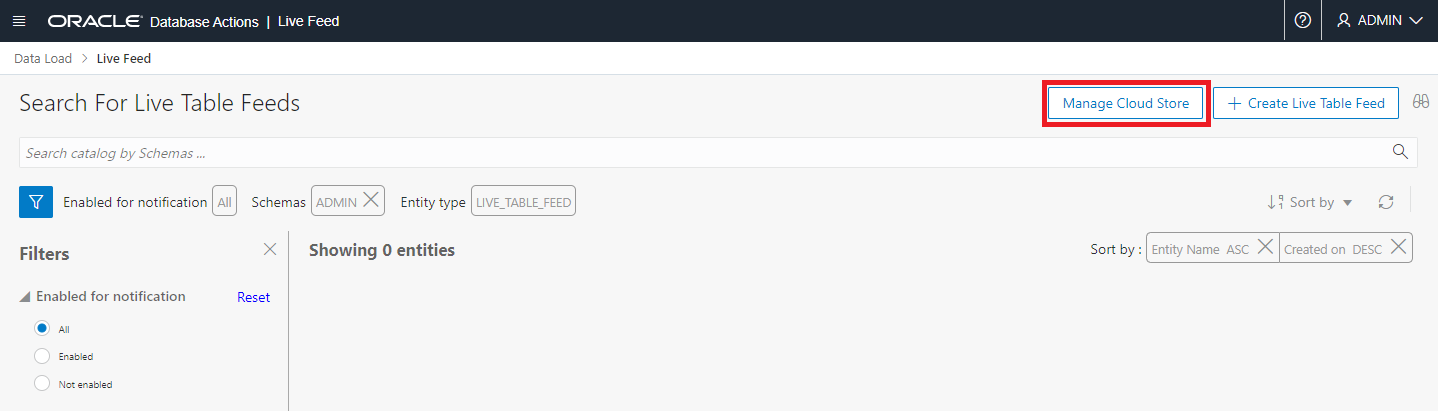 ORACLE Database Actions | Live Feed ADMIN
Data Load > Live Feed
Search For Live Table Feeds Manage Cloud Store + Create Live Table Feed
Search catalog by Schemas ...
Enabled for notification All Schemas ADMIN Entity type LIVE_TABLE_FEED Sort by
Filters Showing 0 entities Sort by : Entity Name ASC Created on DESC
Enabled for notification Reset
All
Enabled
Not enabled